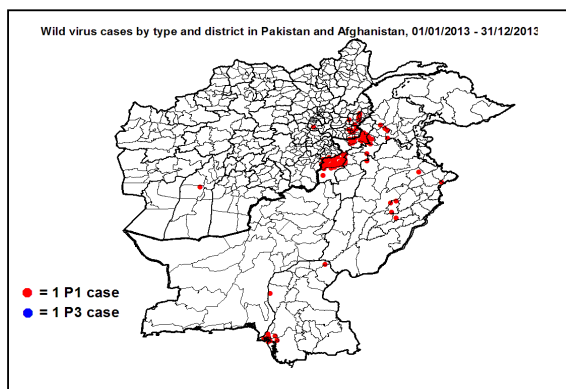 Wild virus cases by type and district in Pakistan and Afghanistan, 01/01/2013 - 31/12/2013
= 1 P1 case
= 1 P3 case